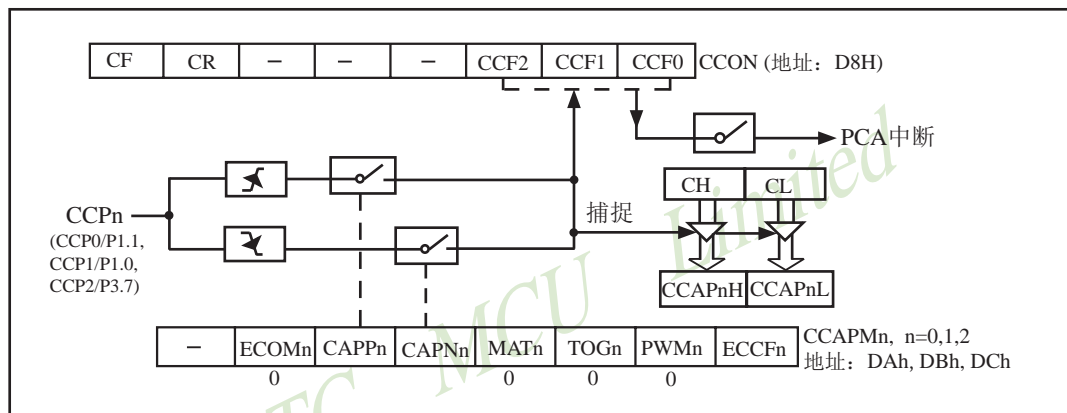 CF CR – – – CCF2 CCF1 CCF0 CCON (地址：D8H)
PCA中断
CH CL
CCPn
(CCP0/P1.1,
CCP1/P1.0,
CCP2/P3.7)
捕捉
CCAPnH CCAPnL
– ECOMn CAPPn CAPNn MATn TOGn PWMn ECCFn
CCAPMn, n=0,1,2
地址：DAh, DBh, DCh
0 0 0 0
MCU Limited